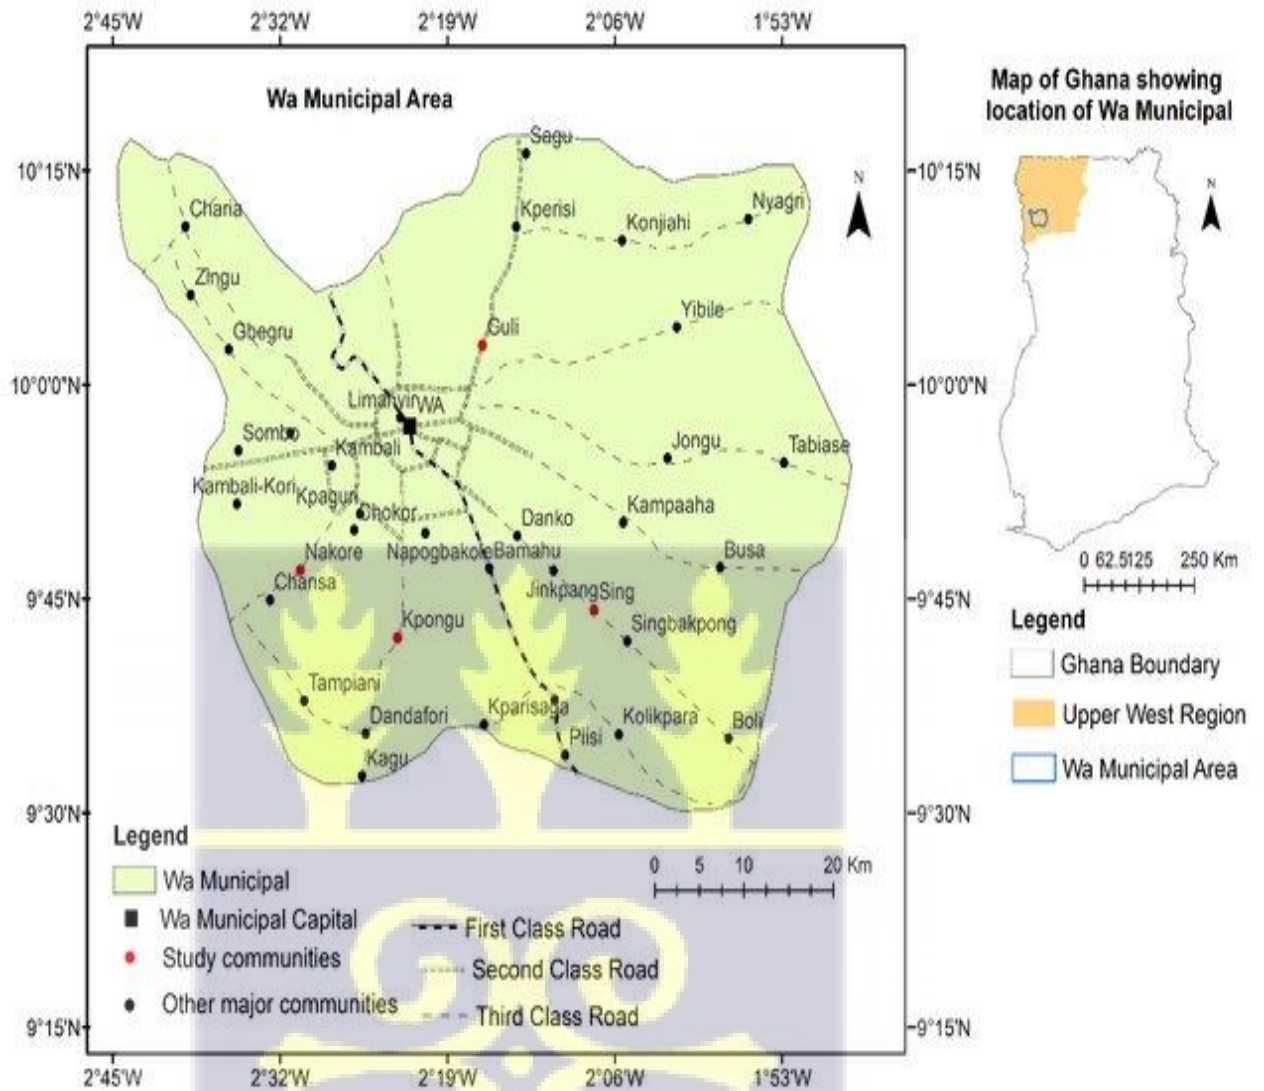 2°45'W 2°32'W 2°19'W 2°06'W 1°53'W
Wa Municipal Area
Map of Ghana showing
location of Wa Municipal
10°15'N
10°0'0"N
9°45'N
9°30'N
9°15'N
N
Sagu
Charia
Kperisi
Konjiahi
Nyagri
Zingu
Gbegru
Guli
Yibile
WA
Sombo
Kambali
Jongu
Tabiase
Kambali-Kori
Kpaguri
Chokor
Danko
Kampaaha
Nakore
Napogbakole
Bamahu
Busa
Chansa
Jinkpang
Sing
Kpongu
Singbakpong
Tampiani
Dandafori
Kparisaga
Kolikpara
Boli
Piisi
Kagu
Legend
Wa Municipal
Wa Municipal Capital
Study communities
Other major communities
First Class Road
Second Class Road
Third Class Road
0 5 10 20 Km
10°15'N
10°0'0"N
9°45'N
9°30'N
9°15'N
2°45'W 2°32'W 2°19'W 2°06'W 1°53'W
N
0 62.5125 250 Km
Legend
Ghana Boundary
Upper West Region
Wa Municipal Area